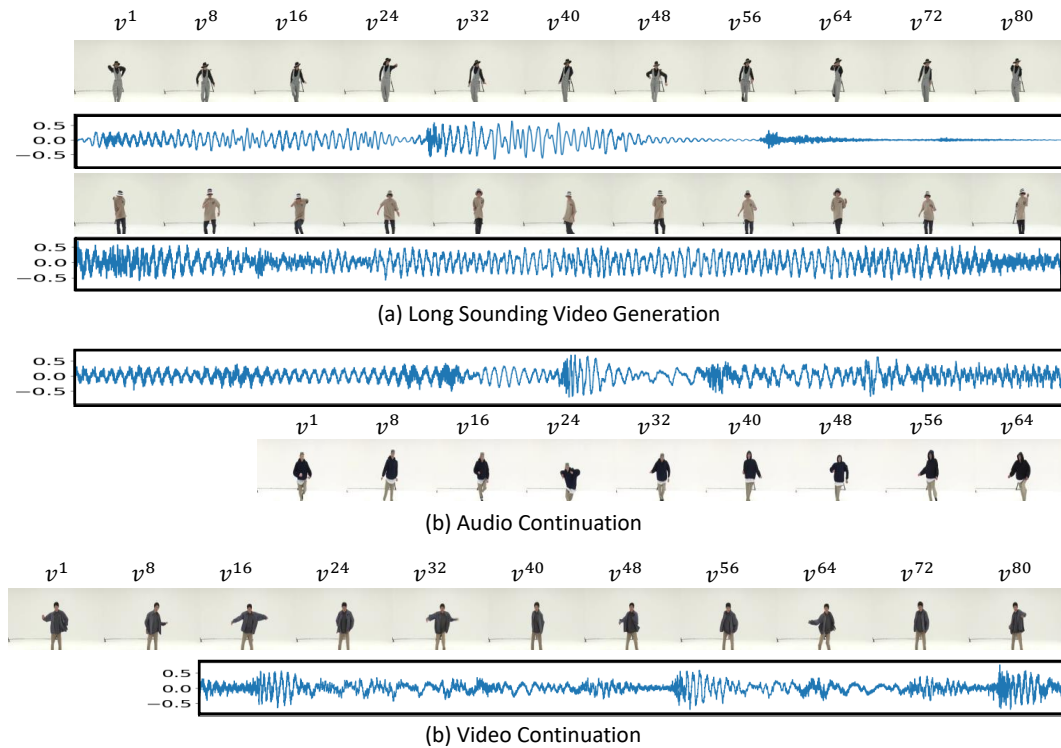 v¹ v⁸ v¹⁶ v²⁴ v³² v⁴⁰ v⁴⁸ v⁵⁶ v⁶⁴ v⁷² v⁸⁰
0.5
0.0
−0.5
0.5
0.0
−0.5
(a) Long Sounding Video Generation
0.5
0.0
−0.5
v¹ v⁸ v¹⁶ v²⁴ v³² v⁴⁰ v⁴⁸ v⁵⁶ v⁶⁴
(b) Audio Continuation
v¹ v⁸ v¹⁶ v²⁴ v³² v⁴⁰ v⁴⁸ v⁵⁶ v⁶⁴ v⁷² v⁸⁰
0.5
0.0
−0.5
(b) Video Continuation